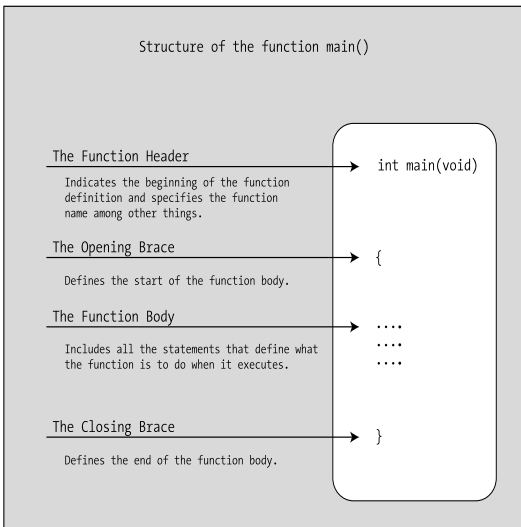 Structure of the function main()
The Function Header
int main(void)
Indicates the beginning of the function
definition and specifies the function
name among other things.
The Opening Brace
{
Defines the start of the function body.
The Function Body
....
Includes all the statements that define what
....
the function is to do when it executes.
....
The Closing Brace
}
Defines the end of the function body.